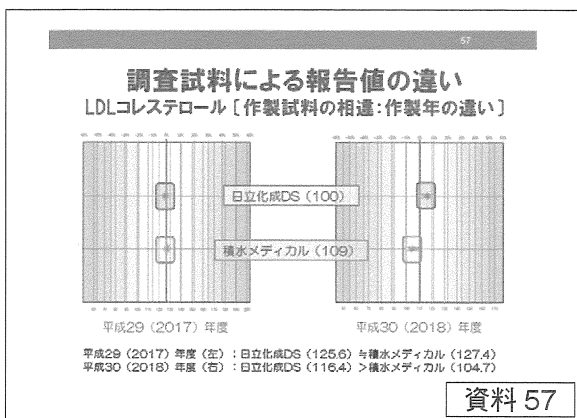 57
調査試料による報告値の違い
LDLコレステロール [作製試料の相違:作製年の違い]
日立化成DS (100)
積水メディカル (109)
平成29 (2017) 年度
平成30 (2018) 年度
平成29 (2017) 年度 (左) :日立化成DS (125.6) ≒積水メディカル (127.4)
平成30 (2018) 年度 (右) :日立化成DS (116.4) >積水メディカル (104.7)
資料 57